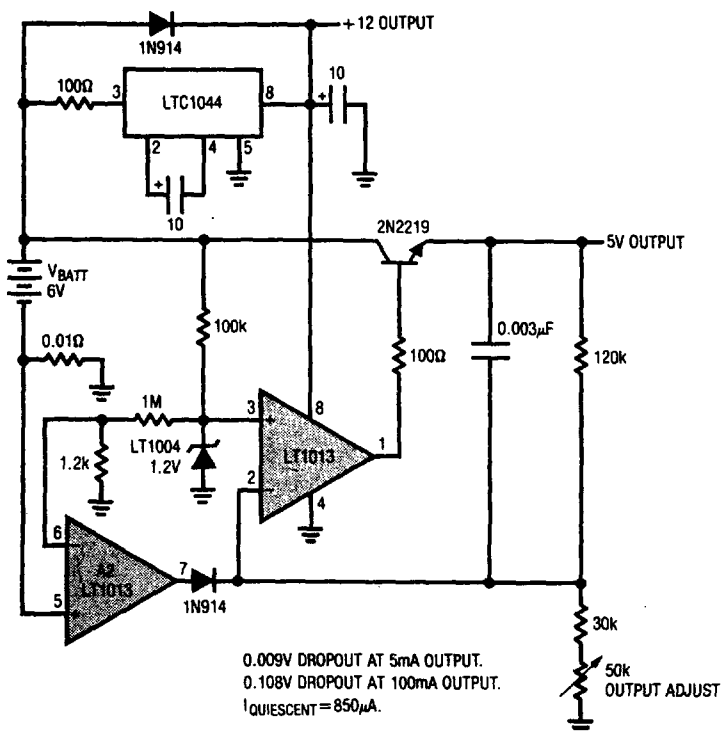 +12 OUTPUT
1N914
100Ω
3
LTC1044
8
10
+
2
4
5
+
10
2N2219
5V OUTPUT
VBATT
6V
100k
0.003µF
120k
100Ω
0.01Ω
1M
3
+
8
LT1013
1
LT1004
1.2V
1.2k
2
−
4
6
−
A2
LT1013
7
5
+
1N914
30k
50k
OUTPUT ADJUST
0.009V DROPOUT AT 5mA OUTPUT.
0.108V DROPOUT AT 100mA OUTPUT.
IQUIESCENT=850µA.